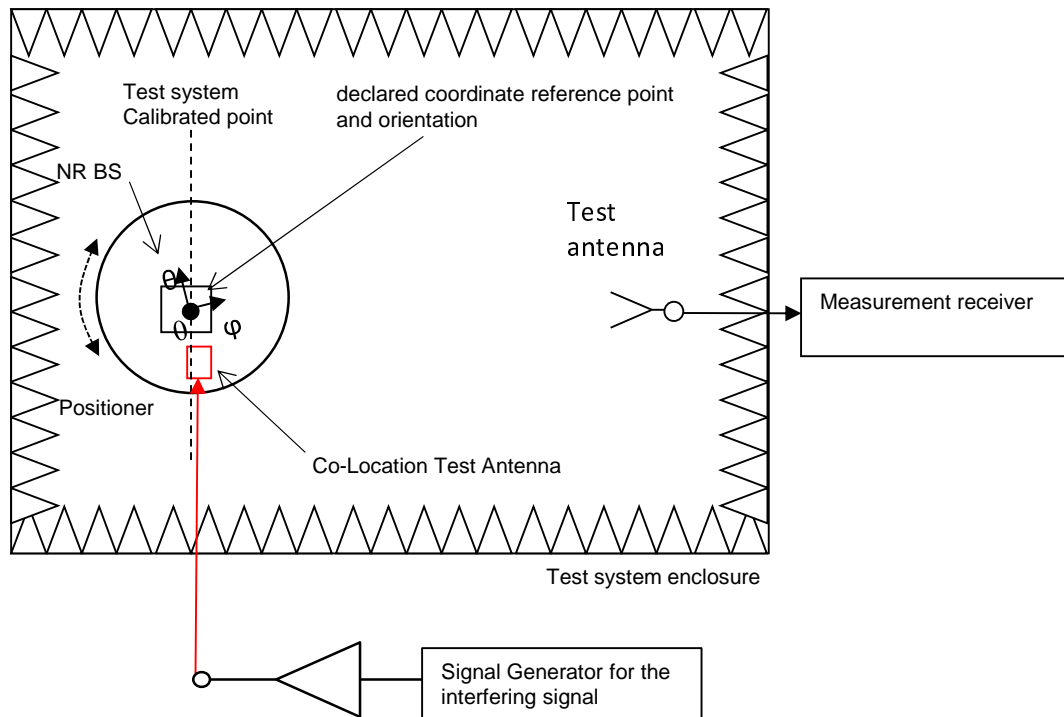 Test system
Calibrated point
declared coordinate reference point
and orientation
NR BS
Test
antenna
θ
θ
φ
Measurement receiver
Positioner
Co-Location Test Antenna
Test system enclosure
Signal Generator for the
interfering signal